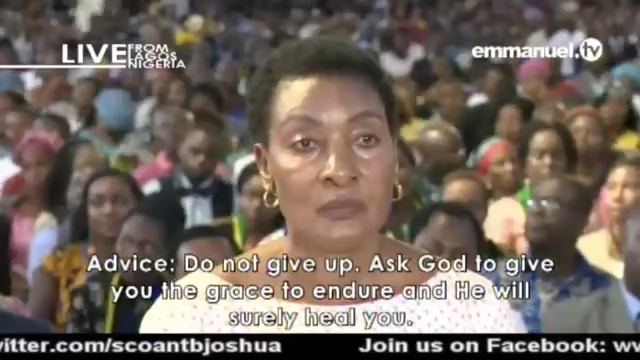 LIVE FROM LAGOS NIGERIA
emmanuel.tv
Advice: Do not give up. Ask God to give
you the grace to endure and He will
surely heal you.
witter.com/scoantbjoshua Join us on Facebook: w